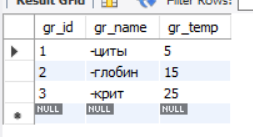 Result Grid Filter Rows:
gr_id gr_name gr_temp
1 -циты 5
2 -глобин 15
3 -крит 25
NULL NULL NULL